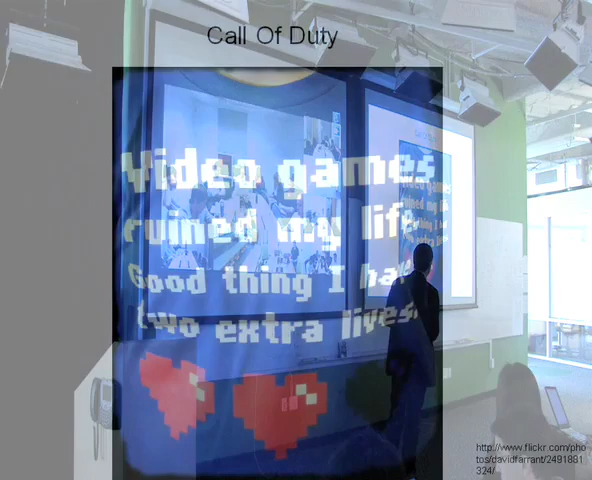 Call Of Duty
Video games
ruined my life
Good thing I have
two extra lives
http://www.flickr.com/pho
tos/davidfarrant/2491881
324/